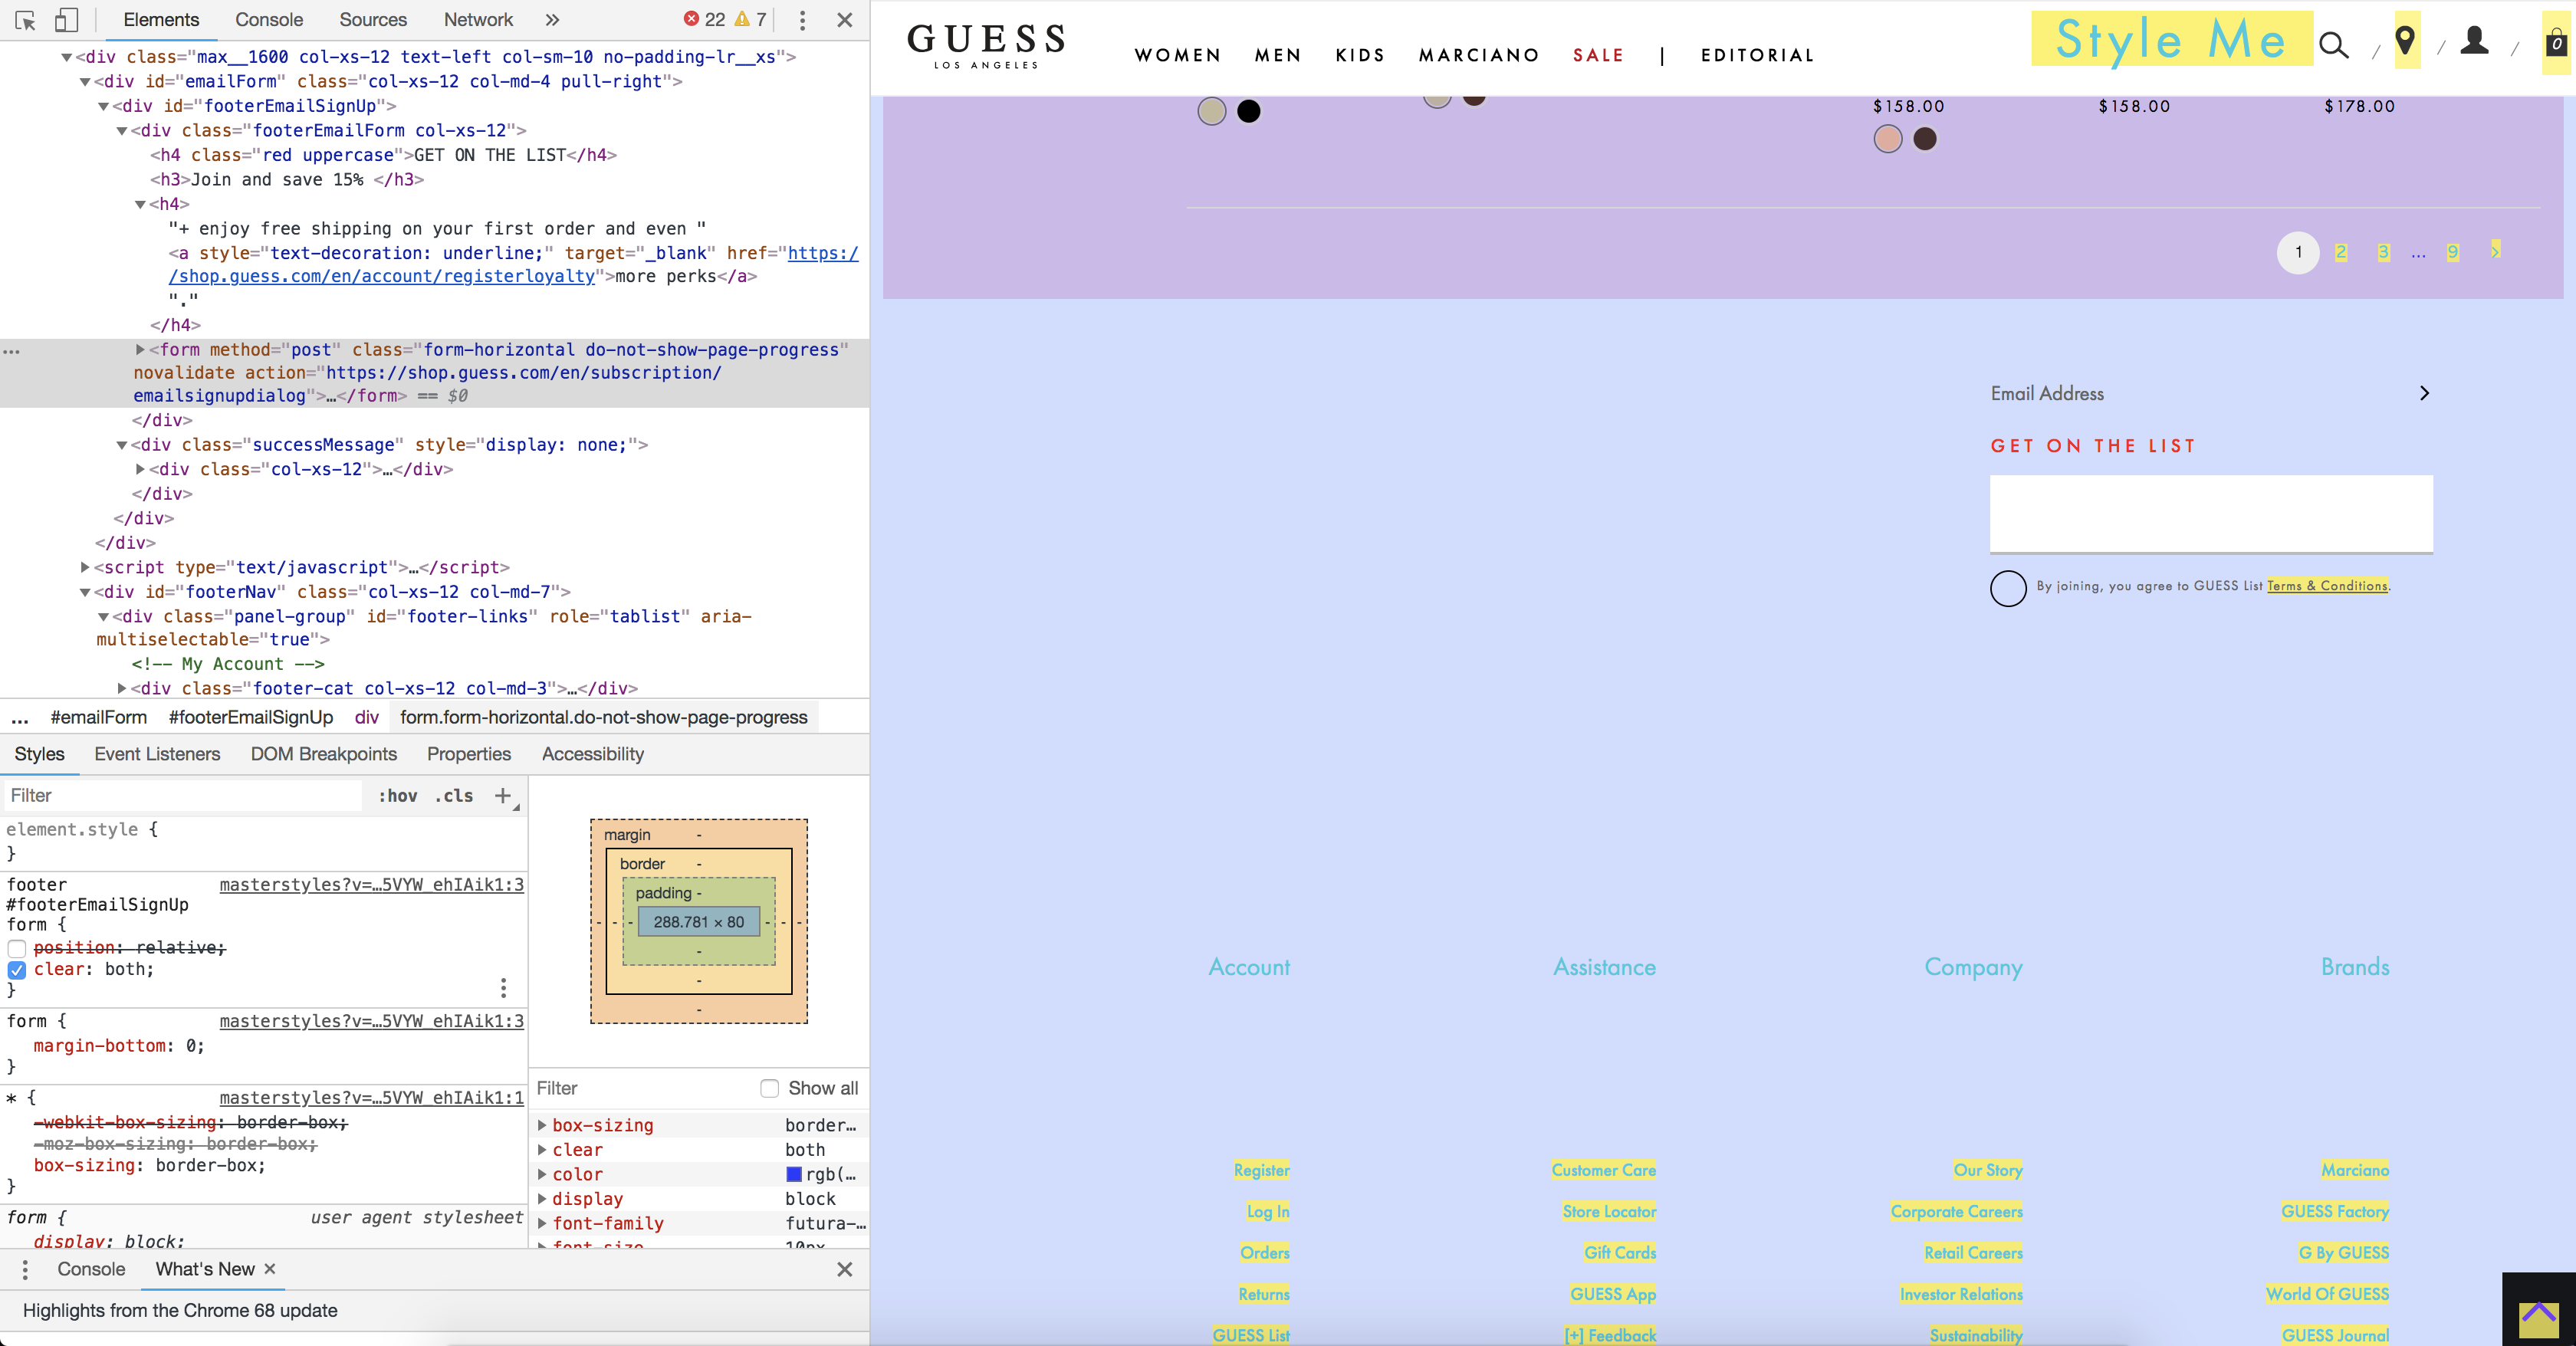 Elements Console Sources Network » 22 7
<div class="max__1600 col-xs-12 text-left col-sm-10 no-padding-lr__xs">
<div id="emailForm" class="col-xs-12 col-md-4 pull-right">
<div id="footerEmailSignUp">
<div class="footerEmailForm col-xs-12">
<h4 class="red uppercase">GET ON THE LIST</h4>
<h3>Join and save 15% </h3>
<h4>
"+ enjoy free shipping on your first order and even "
<a style="text-decoration: underline;" target="_blank" href="https:/
/shop.guess.com/en/account/registerloyalty">more perks</a>
"."
</h4>
… <form method="post" class="form-horizontal do-not-show-page-progress"
novalidate action="https://shop.guess.com/en/subscription/
emailsignupdialog">…</form> == $0
</div>
<div class="successMessage" style="display: none;">
<div class="col-xs-12">…</div>
</div>
</div>
</div>
<script type="text/javascript">…</script>
<div id="footerNav" class="col-xs-12 col-md-7">
<div class="panel-group" id="footer-links" role="tablist" aria-
multiselectable="true">
<!-- My Account -->
<div class="footer-cat col-xs-12 col-md-3">…</div>
... #emailForm #footerEmailSignUp div form.form-horizontal.do-not-show-page-progress
Styles Event Listeners DOM Breakpoints Properties Accessibility
Filter :hov .cls +
element.style {
}
footer masterstyles?v=…5VYW_ehIAik1:3
#footerEmailSignUp
form {
position: relative;
clear: both;
}
form { masterstyles?v=…5VYW_ehIAik1:3
margin-bottom: 0;
}
* { masterstyles?v=…5VYW_ehIAik1:1
-webkit-box-sizing: border-box;
-moz-box-sizing: border-box;
box-sizing: border-box;
}
form { user agent stylesheet
display: block;
margin -
border -
padding -
- - - 288.781 × 80 - - -
-
-
-
Filter Show all
box-sizing border…
clear both
color rgb(…
display block
font-family futura-…
font-size 10px
Console What's New ×
Highlights from the Chrome 68 update
GUESS
LOS ANGELES
WOMEN MEN KIDS MARCIANO SALE | EDITORIAL
Style Me / / / 0
$158.00 $158.00 $178.00
1 2 3 ... 9 >
Email Address
GET ON THE LIST
By joining, you agree to GUESS List Terms & Conditions.
Account Assistance Company Brands
Register Customer Care Our Story Marciano
Log In Store Locator Corporate Careers GUESS Factory
Orders Gift Cards Retail Careers G By GUESS
Returns GUESS App Investor Relations World Of GUESS
GUESS List [+] Feedback Sustainability GUESS Journal